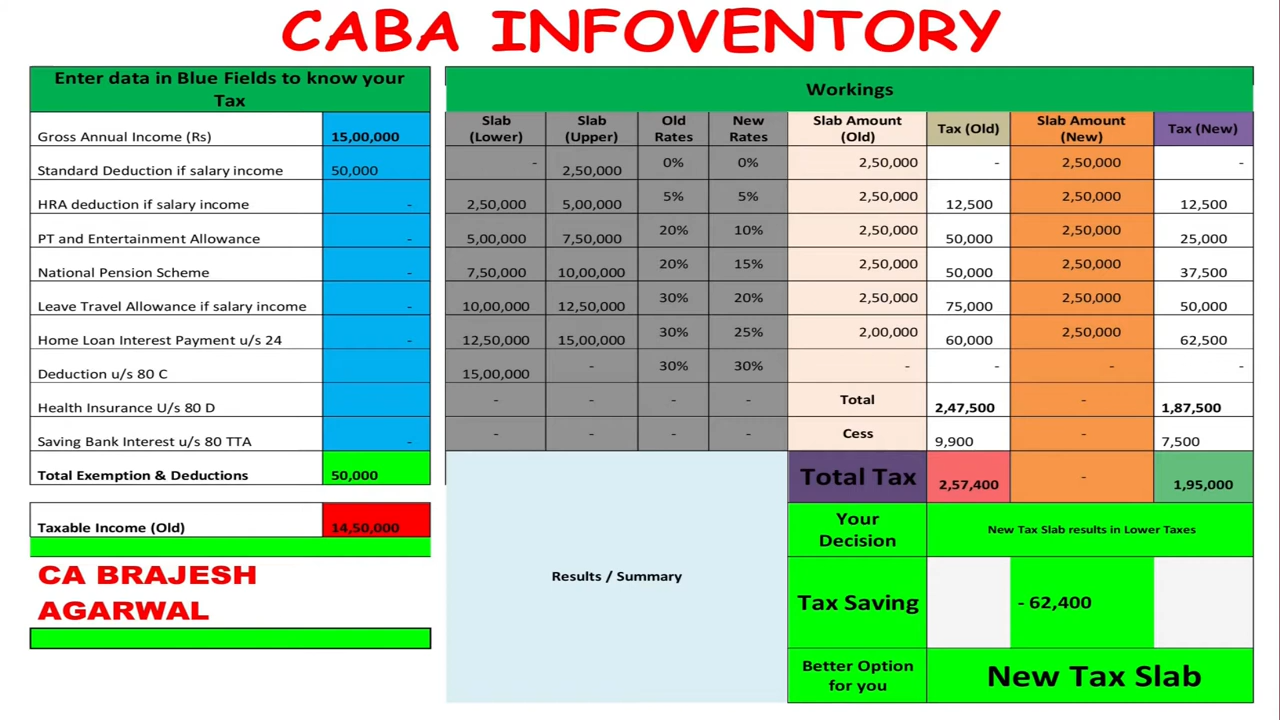 CABA INFOVENTORY
Enter data in Blue Fields to know your
Tax
Gross Annual Income (Rs) 15,00,000
Standard Deduction if salary income 50,000
HRA deduction if salary income -
PT and Entertainment Allowance -
National Pension Scheme -
Leave Travel Allowance if salary income -
Home Loan Interest Payment u/s 24 -
Deduction u/s 80 C
Health Insurance U/s 80 D
Saving Bank Interest u/s 80 TTA -
Total Exemption & Deductions 50,000
Taxable Income (Old) 14,50,000
CA BRAJESH
AGARWAL
Workings
Slab (Lower) Slab (Upper) Old Rates New Rates Slab Amount (Old) Tax (Old) Slab Amount (New) Tax (New)
- 2,50,000 0% 0% 2,50,000 - 2,50,000 -
2,50,000 5,00,000 5% 5% 2,50,000 12,500 2,50,000 12,500
5,00,000 7,50,000 20% 10% 2,50,000 50,000 2,50,000 25,000
7,50,000 10,00,000 20% 15% 2,50,000 50,000 2,50,000 37,500
10,00,000 12,50,000 30% 20% 2,50,000 75,000 2,50,000 50,000
12,50,000 15,00,000 30% 25% 2,00,000 60,000 2,50,000 62,500
15,00,000 - 30% 30% - - - -
- - - - Total 2,47,500 - 1,87,500
- - - - Cess 9,900 - 7,500
Total Tax 2,57,400 - 1,95,000
Results / Summary
Your
Decision
New Tax Slab results in Lower Taxes
Tax Saving - 62,400
Better Option
for you
New Tax Slab